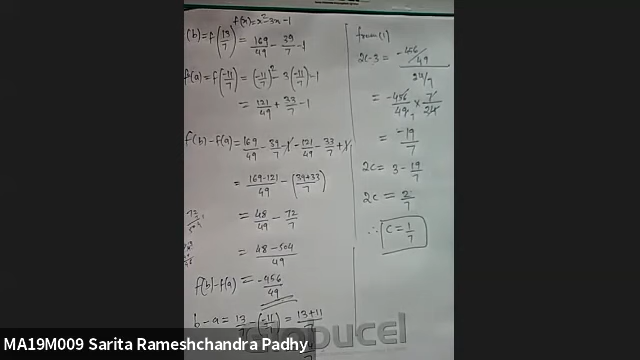 f(x)=x²-3x-1
f(b)=f(13/7)= 169/49 - 39/7 -1
f(a)=f(-11/7)=(-11/7)²-3(-11/7)-1
= 121/49 + 33/7 -1
f(b)-f(a)= 169/49 - 39/7 -1 -121/49 - 33/7 +1
= 169-121/49 - (39+33/7)
= 48/49 - 72/7
= 48-504/49
f(b)-f(a) = -456/49
b-a = 13/7 -(-11/7) = 13+11/7
from (1)
2c-3= -456/49 / 24/7
= -456/49 × 7/24
= -19/7
2c= 3-19/7
2c = 2/7
∴ c = 1/7
MA19M009 Sarita Rameshchandra Padhy